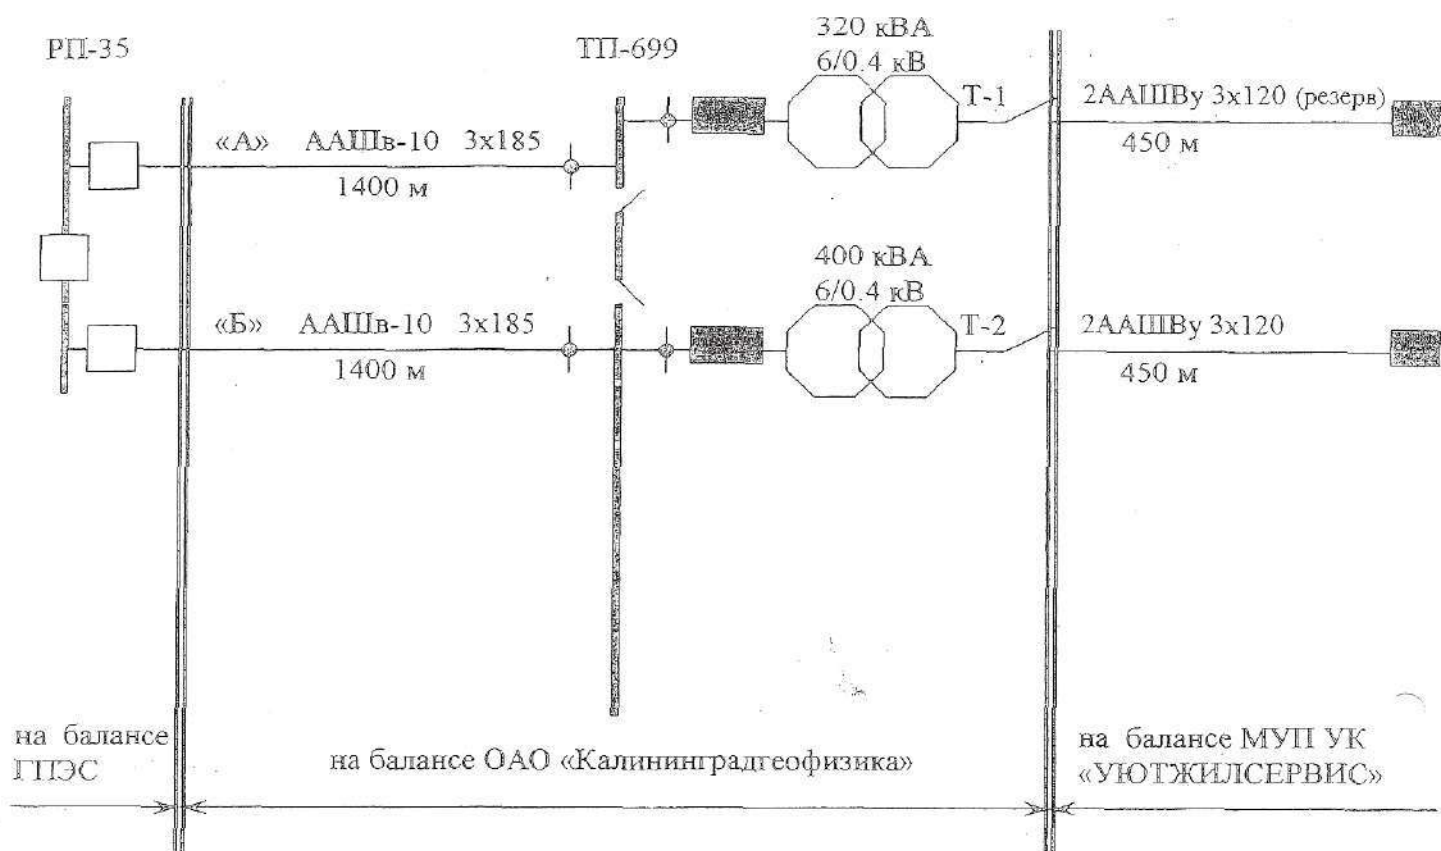 РП-35
ТП-699
320 кВА
6/0.4 кВ
Т-1
2ААШВу 3х120 (резерв)
450 м
«А» ААШв-10 3х185
1400 м
400 кВА
6/0.4 кВ
Т-2
2ААШВу 3х120
450 м
«Б» ААШв-10 3х185
1400 м
на балансе
ГПЭС
на балансе ОАО «Калининградгеофизика»
на балансе МУП УК
«УЮТЖИЛСЕРВИС»